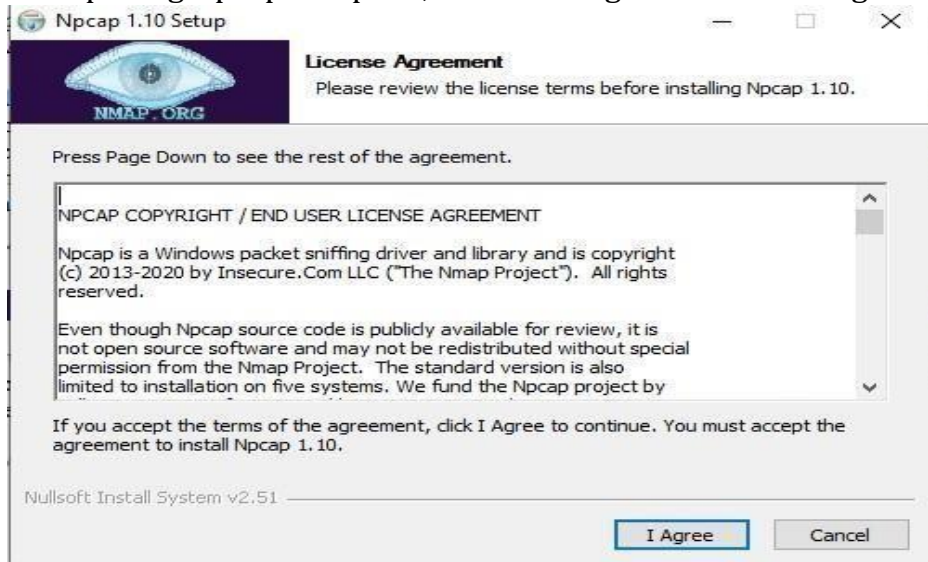 Npcap 1.10 Setup
NMAP.ORG
License Agreement
Please review the license terms before installing Npcap 1.10.
Press Page Down to see the rest of the agreement.
NPCAP COPYRIGHT / END USER LICENSE AGREEMENT
Npcap is a Windows packet sniffing driver and library and is copyright
(c) 2013-2020 by Insecure.Com LLC ("The Nmap Project"). All rights
reserved.
Even though Npcap source code is publicly available for review, it is
not open source software and may not be redistributed without special
permission from the Nmap Project. The standard version is also
limited to installation on five systems. We fund the Npcap project by
If you accept the terms of the agreement, click I Agree to continue. You must accept the
agreement to install Npcap 1.10.
Nullsoft Install System v2.51
I Agree
Cancel